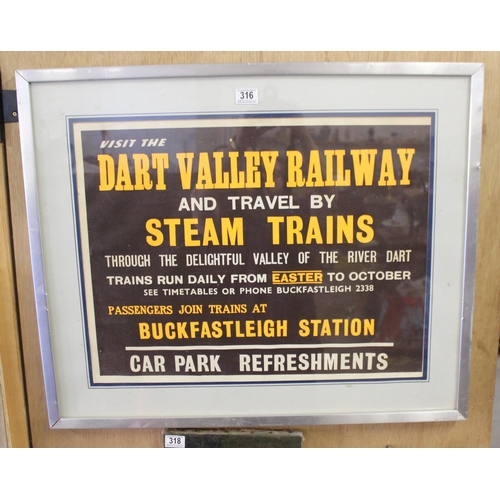 316
VISIT THE
DART VALLEY RAILWAY
AND TRAVEL BY
STEAM TRAINS
THROUGH THE DELIGHTFUL VALLEY OF THE RIVER DART
TRAINS RUN DAILY FROM EASTER TO OCTOBER
SEE TIMETABLES OR PHONE BUCKFASTLEIGH 2338
PASSENGERS JOIN TRAINS AT
BUCKFASTLEIGH STATION
CAR PARK REFRESHMENTS
318